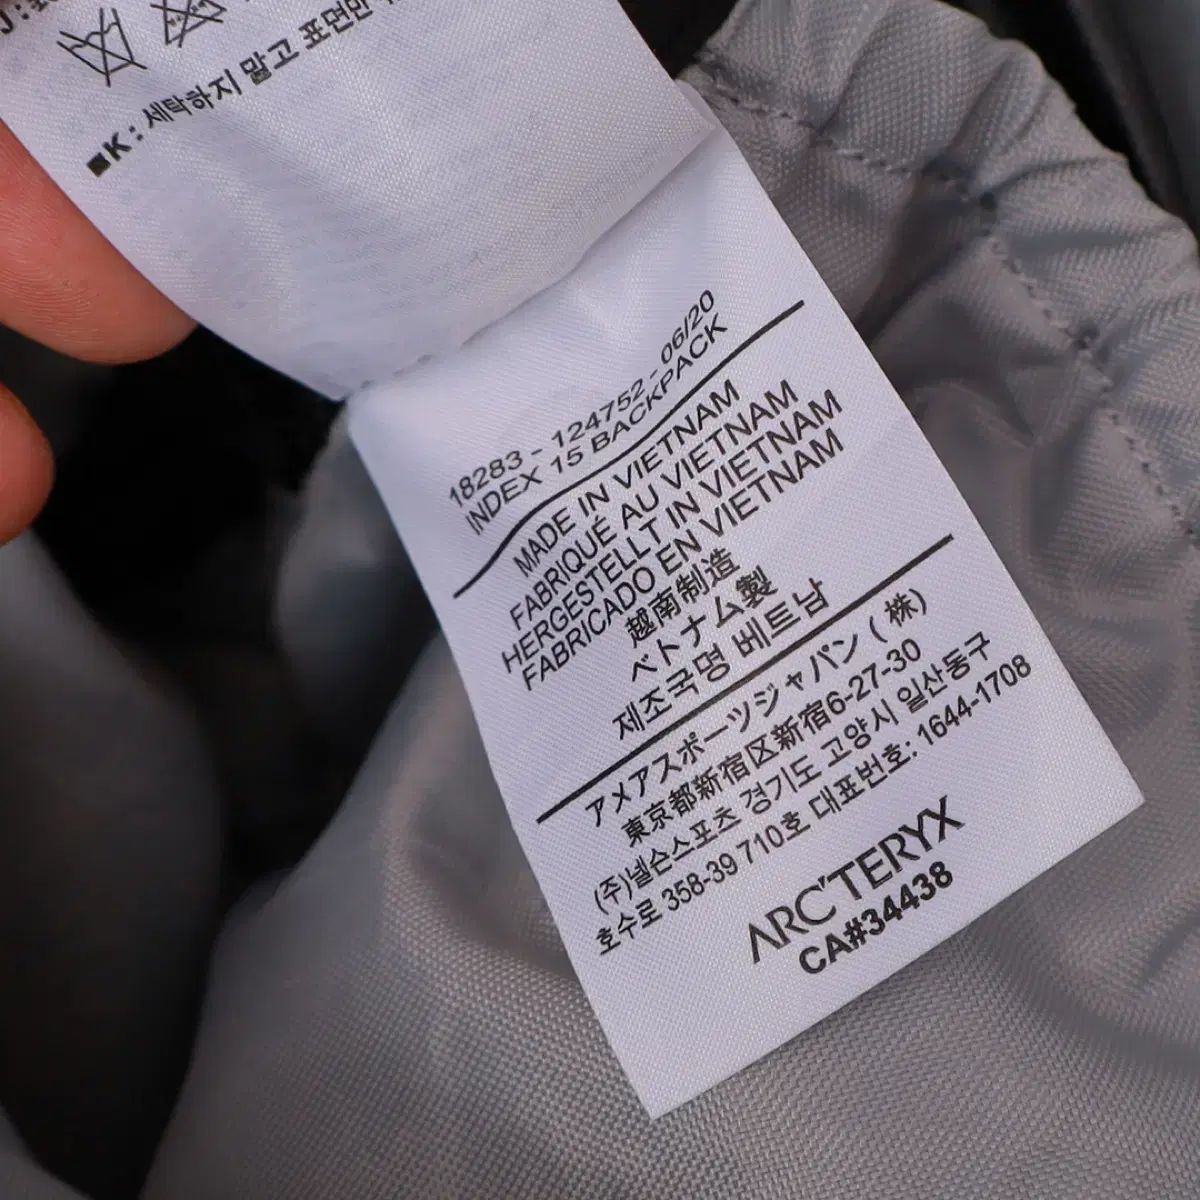 K : 세탁하지 말고 표면만
18283 - 124752 - 06/20
INDEX 15 BACKPACK
MADE IN VIETNAM
FABRIQUÉ AU VIETNAM
HERGESTELLT IN VIETNAM
FABRICADO EN VIETNAM
越南制造
ベトナム製
제조국명 베트남
アメアスポーツジャパン ( 株)
東京都新宿区新宿6-27-30
(주)넬슨스포츠 경기도 고양시 일산동구
호수로 358-39 710호 대표번호: 1644-1708
ARC'TERYX
CA#34438